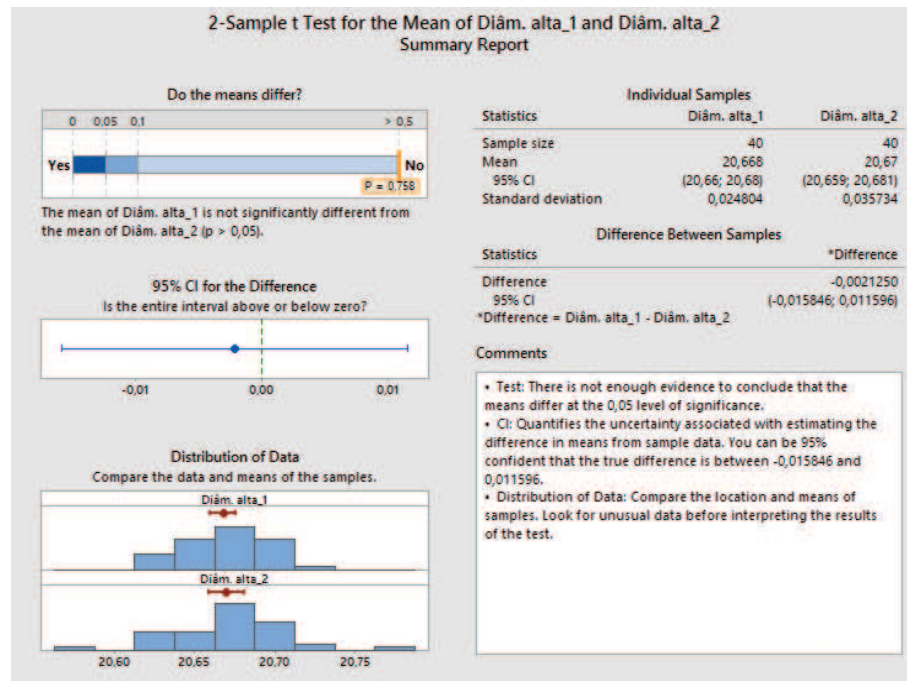 2-Sample t Test for the Mean of Diâm. alta_1 and Diâm. alta_2
Summary Report
Do the means differ?
0 0,05 0,1 > 0,5
Yes No
P = 0,758
The mean of Diâm. alta_1 is not significantly different from
the mean of Diâm. alta_2 (p > 0,05).
95% CI for the Difference
Is the entire interval above or below zero?
-0,01 0,00 0,01
Distribution of Data
Compare the data and means of the samples.
Diâm. alta_1
Diâm. alta_2
20,60 20,65 20,70 20,75
Individual Samples
Statistics Diâm. alta_1 Diâm. alta_2
Sample size 40 40
Mean 20,668 20,67
95% CI (20,66; 20,68) (20,659; 20,681)
Standard deviation 0,024804 0,035734
Difference Between Samples
Statistics *Difference
Difference -0,0021250
95% CI (-0,015846; 0,011596)
*Difference = Diâm. alta_1 - Diâm. alta_2
Comments
• Test: There is not enough evidence to conclude that the
means differ at the 0,05 level of significance.
• CI: Quantifies the uncertainty associated with estimating the
difference in means from sample data. You can be 95%
confident that the true difference is between -0,015846 and
0,011596.
• Distribution of Data: Compare the location and means of
samples. Look for unusual data before interpreting the results
of the test.